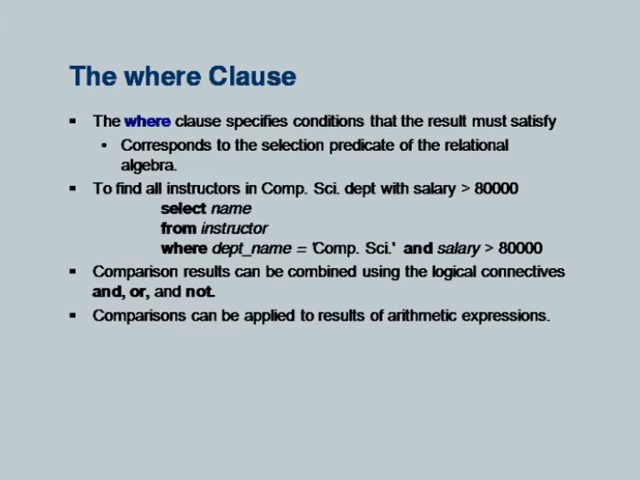 The where Clause
▪ The where clause specifies conditions that the result must satisfy
• Corresponds to the selection predicate of the relational
algebra.
▪ To find all instructors in Comp. Sci. dept with salary > 80000
select name
from instructor
where dept_name = 'Comp. Sci.' and salary > 80000
▪ Comparison results can be combined using the logical connectives
and, or, and not.
▪ Comparisons can be applied to results of arithmetic expressions.